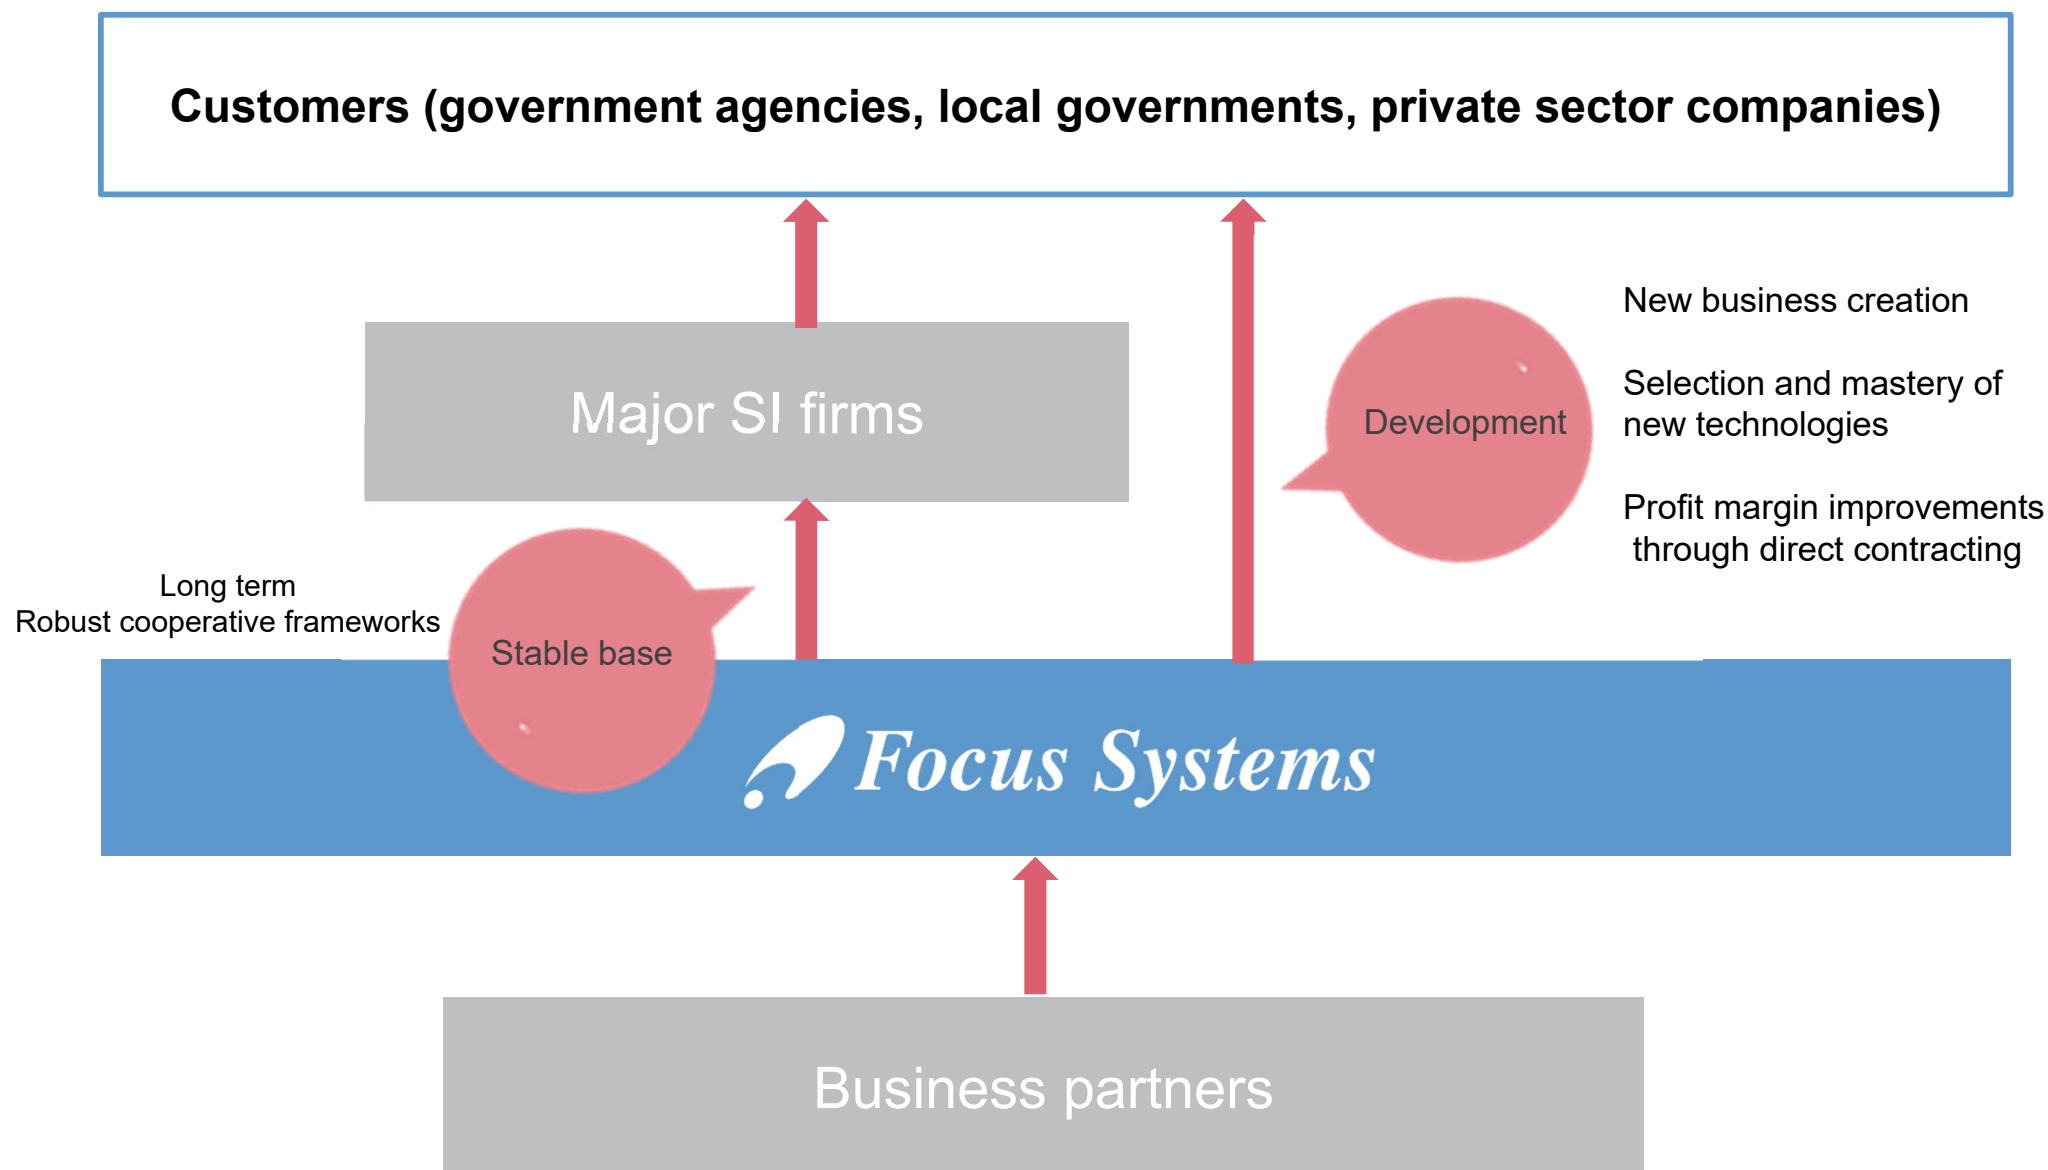 Customers (government agencies, local governments, private sector companies)
New business creation
Major SI firms
Selection and mastery of
new technologies
Development
Profit margin improvements
through direct contracting
Long term
Robust cooperative frameworks
Stable base
Focus Systems
Business partners